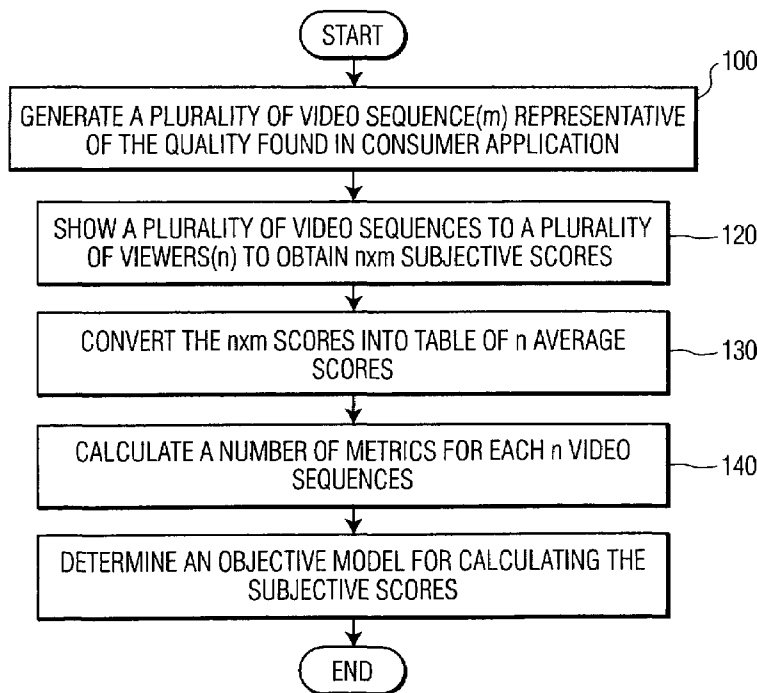 START
100
GENERATE A PLURALITY OF VIDEO SEQUENCE(m) REPRESENTATIVE
OF THE QUALITY FOUND IN CONSUMER APPLICATION
SHOW A PLURALITY OF VIDEO SEQUENCES TO A PLURALITY
OF VIEWERS(n) TO OBTAIN nxm SUBJECTIVE SCORES
120
CONVERT THE nxm SCORES INTO TABLE OF n AVERAGE
SCORES
130
CALCULATE A NUMBER OF METRICS FOR EACH n VIDEO
SEQUENCES
140
DETERMINE AN OBJECTIVE MODEL FOR CALCULATING THE
SUBJECTIVE SCORES
END